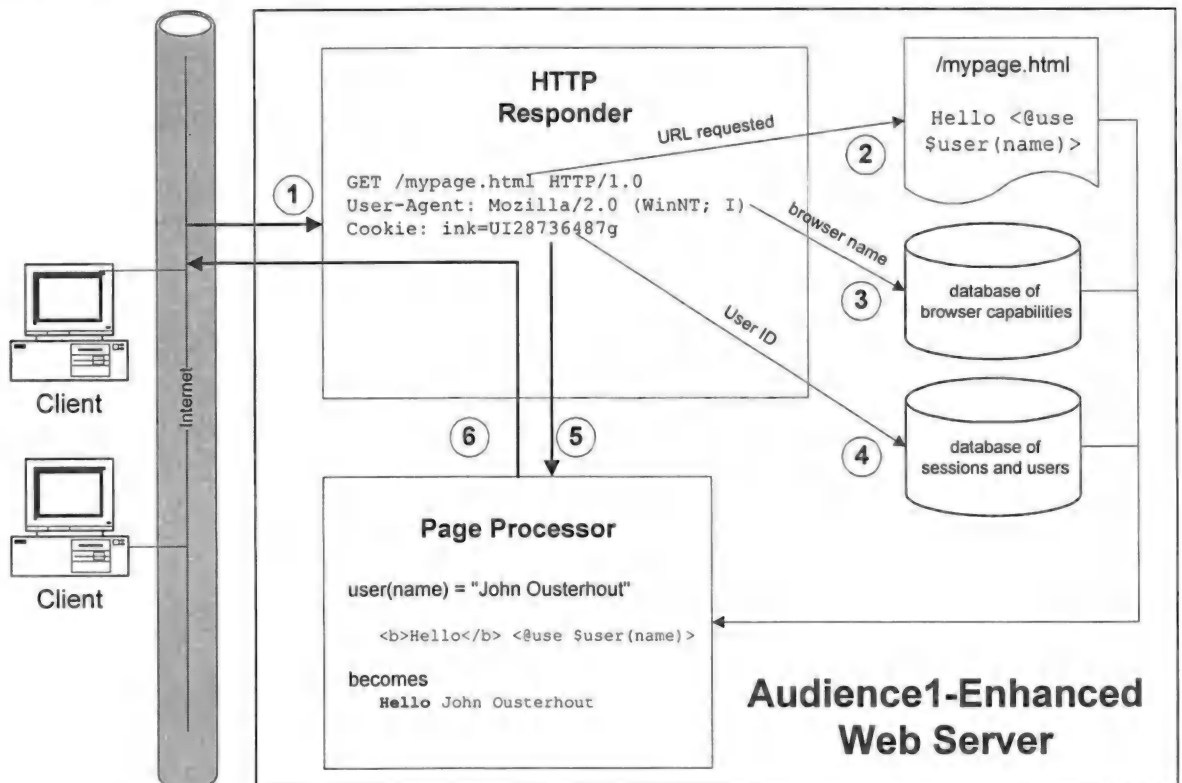 HTTP
Responder
GET /mypage.html HTTP/1.0
User-Agent: Mozilla/2.0 (WinNT; I)
Cookie: ink=UI28736487g
URL requested
browser name
User ID
1
2
3
4
5
6
/mypage.html
Hello <@use
$user(name)>
database of
browser capabilities
database of
sessions and users
Client
Client
Internet
Page Processor
user(name) = "John Ousterhout"
<b>Hello</b> <@use $user(name)>
becomes
Hello John Ousterhout
Audience1-Enhanced
Web Server